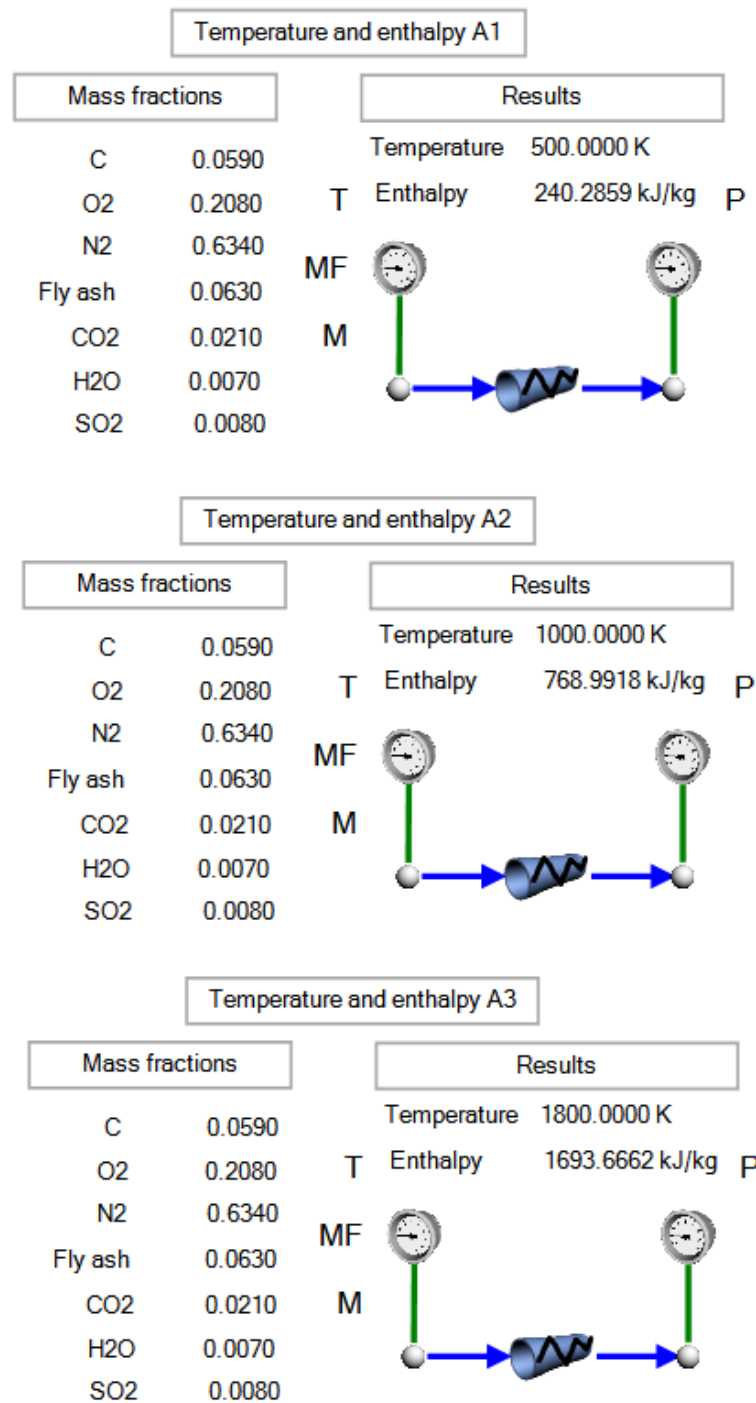 Temperature and enthalpy A1
Mass fractions
Results
C 0.0590
Temperature 500.0000 K
O2 0.2080
T Enthalpy 240.2859 kJ/kg P
N2 0.6340
MF
Fly ash 0.0630
CO2 0.0210
M
H2O 0.0070
SO2 0.0080
Temperature and enthalpy A2
Mass fractions
Results
C 0.0590
Temperature 1000.0000 K
O2 0.2080
T Enthalpy 768.9918 kJ/kg P
N2 0.6340
MF
Fly ash 0.0630
CO2 0.0210
M
H2O 0.0070
SO2 0.0080
Temperature and enthalpy A3
Mass fractions
Results
C 0.0590
Temperature 1800.0000 K
O2 0.2080
T Enthalpy 1693.6662 kJ/kg P
N2 0.6340
MF
Fly ash 0.0630
CO2 0.0210
M
H2O 0.0070
SO2 0.0080